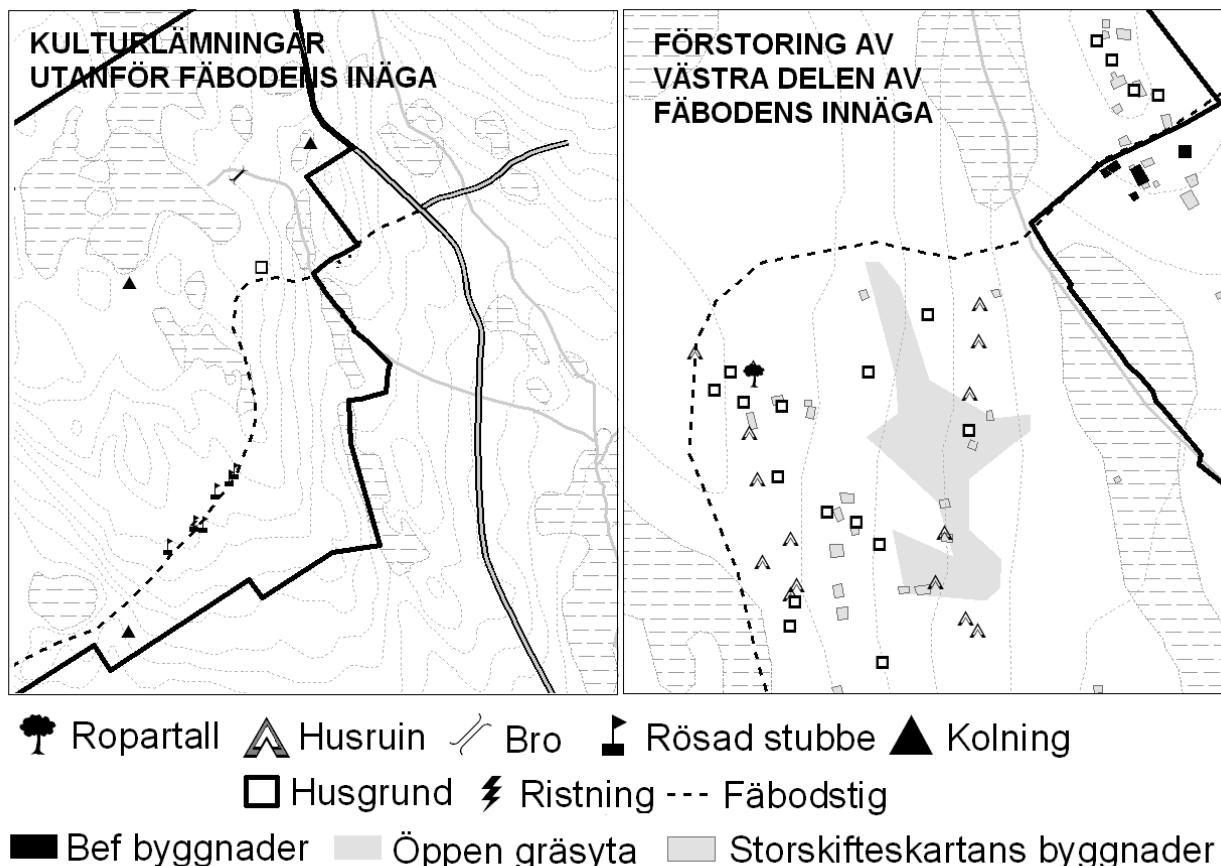 KULTURLÄMNINGAR
UTANFÖR FÄBODENS INÄGA
FÖRSTORING AV
VÄSTRA DELEN AV
FÄBODENS INNÄGA
Ropartall Husruin Bro Rösad stubbe Kolning
Husgrund Ristning Fäbodstig
Bef byggnader Öppen gräsyta Storskifteskartans byggnader